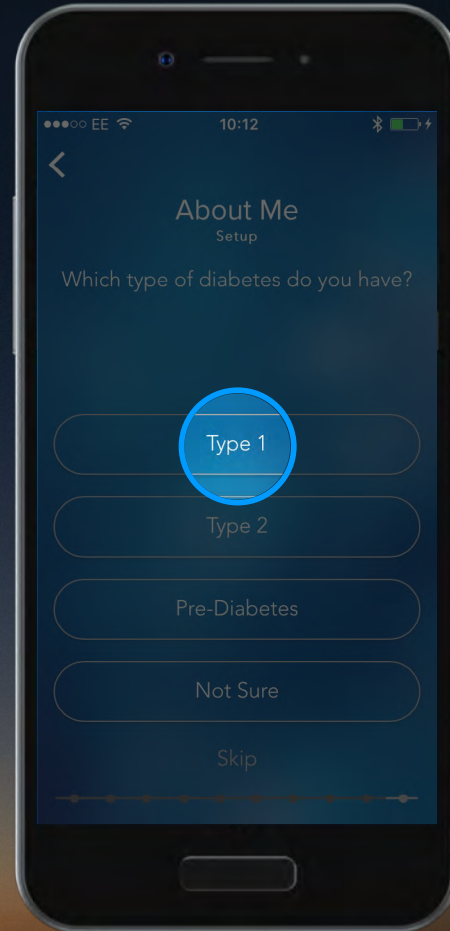 EE 10:12
About Me
Setup
Which type of diabetes do you have?
Type 1
Type 2
Pre-Diabetes
Not Sure
Skip